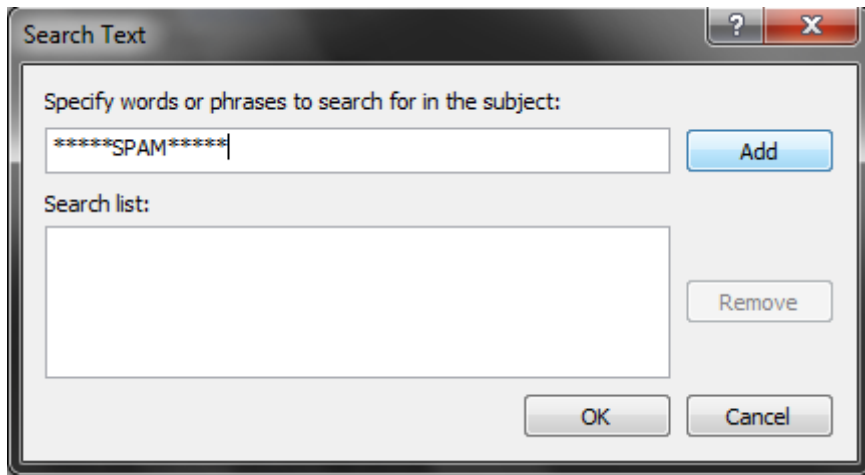 Search Text
Specify words or phrases to search for in the subject:
*****SPAM*****
Add
Search list:
Remove
OK Cancel